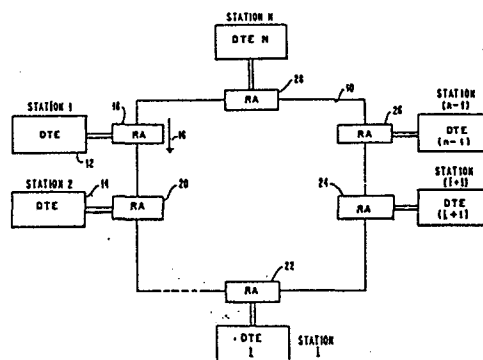 STATION N
DTE N
28
RA
10
STATION 1
16
DTE
RA
12
16
STATION (n-1)
26
RA
DTE (n-1)
STATION 2
14
DTE
RA
20
STATION (i+1)
24
RA
DTE (i+1)
22
RA
DTE i
STATION i